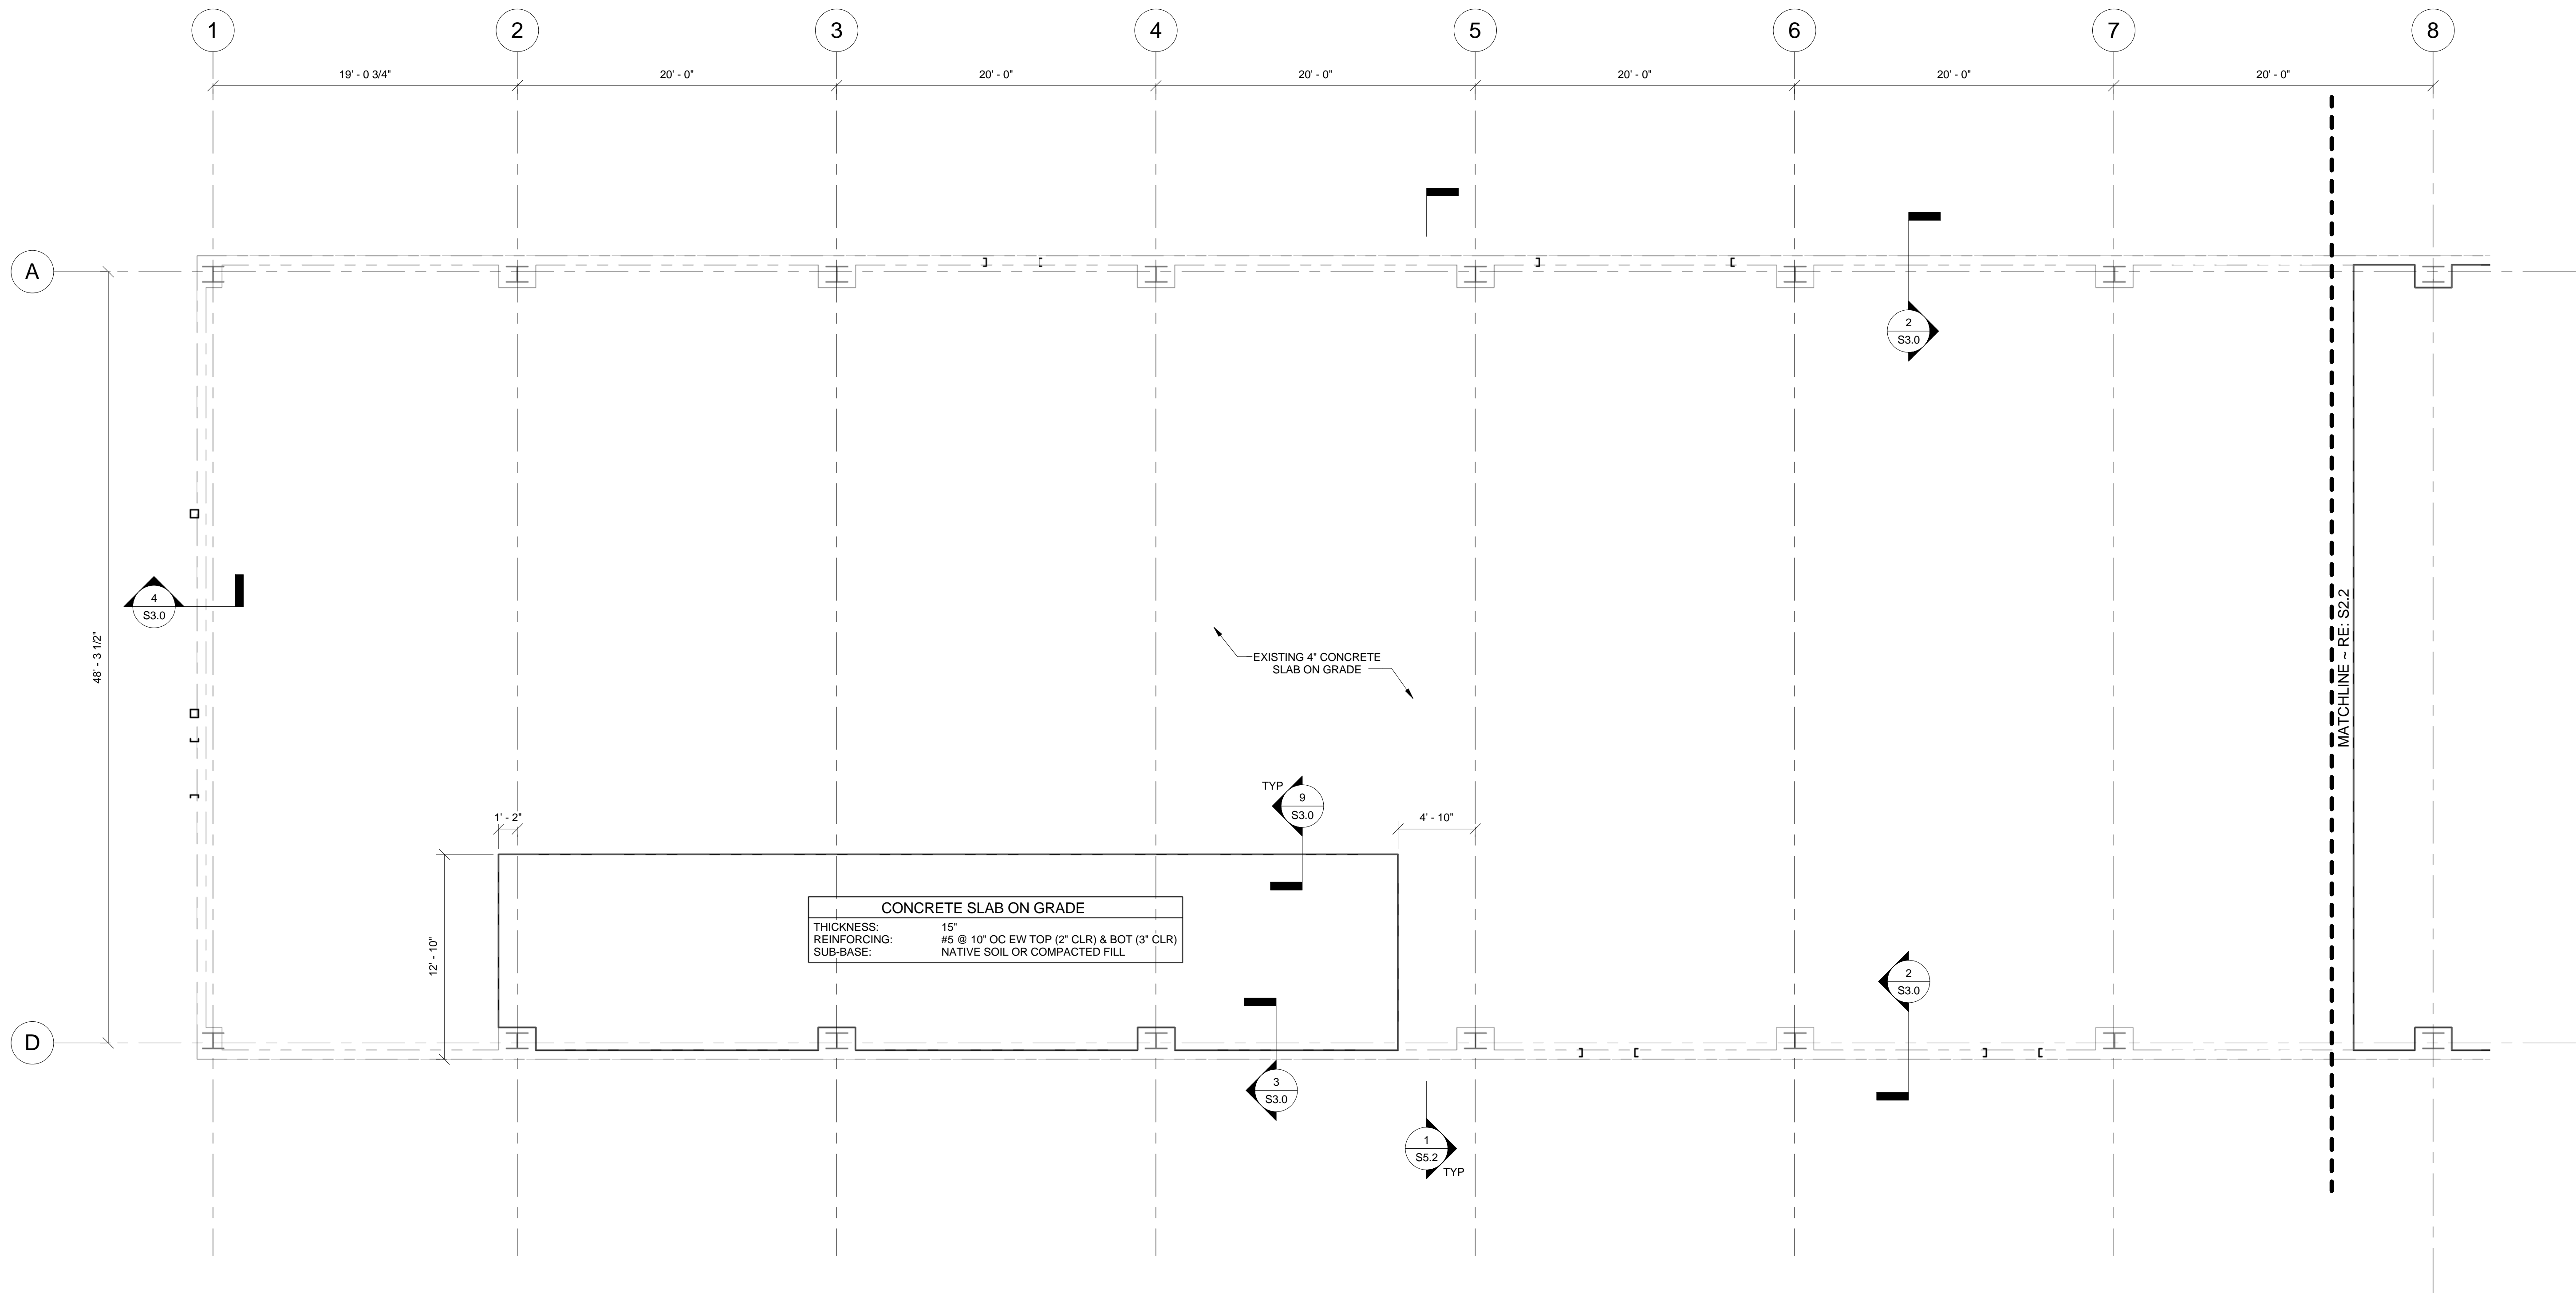 1 2 3 4 5 6 7 8
19' - 0 3/4" 20' - 0" 20' - 0" 20' - 0" 20' - 0" 20' - 0" 20' - 0"
A
2
S3.0
4
S3.0
48' - 3 1/2"
EXISTING 4" CONCRETE
SLAB ON GRADE
MATCHLINE ~ RE: S2.2
TYP
9
S3.0
1' - 2"
4' - 10"
CONCRETE SLAB ON GRADE
THICKNESS: 15"
REINFORCING: #5 @ 10" OC EW TOP (2" CLR) & BOT (3" CLR)
SUB-BASE: NATIVE SOIL OR COMPACTED FILL
12' - 10"
2
S3.0
D
3
S3.0
1
S5.2
TYP